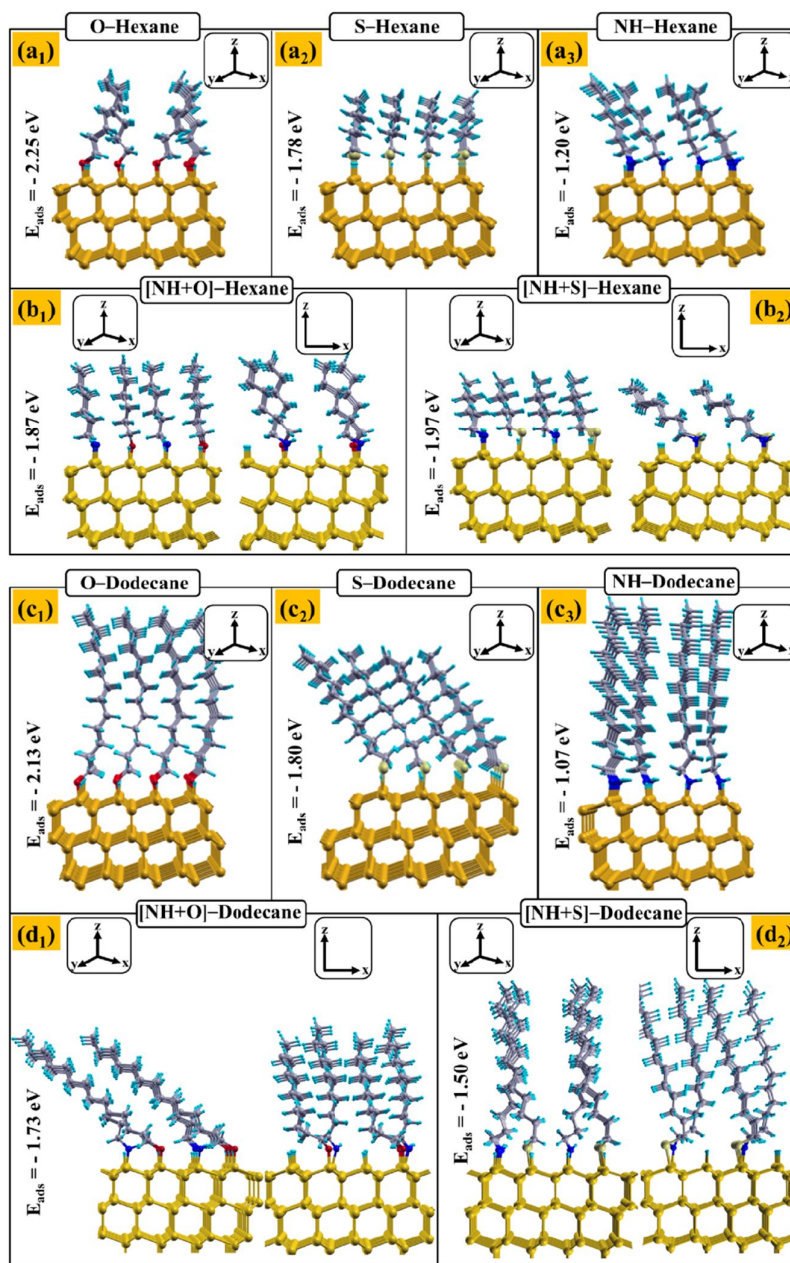 O–Hexane
S–Hexane
NH–Hexane
(a₁)
z
y
x
E_ads = - 2.25 eV
(a₂)
z
y
x
E_ads = - 1.78 eV
(a₃)
z
y
x
E_ads = - 1.20 eV
[NH+O]–Hexane
[NH+S]–Hexane
(b₁)
z
y
x
z
x
E_ads = - 1.87 eV
(b₂)
z
y
x
z
x
E_ads = - 1.97 eV
O–Dodecane
S–Dodecane
NH–Dodecane
(c₁)
z
y
x
E_ads = - 2.13 eV
(c₂)
z
y
x
E_ads = - 1.80 eV
(c₃)
z
y
x
E_ads = - 1.07 eV
[NH+O]–Dodecane
[NH+S]–Dodecane
(d₁)
z
y
x
z
x
E_ads = - 1.73 eV
(d₂)
z
y
x
z
x
E_ads = - 1.50 eV